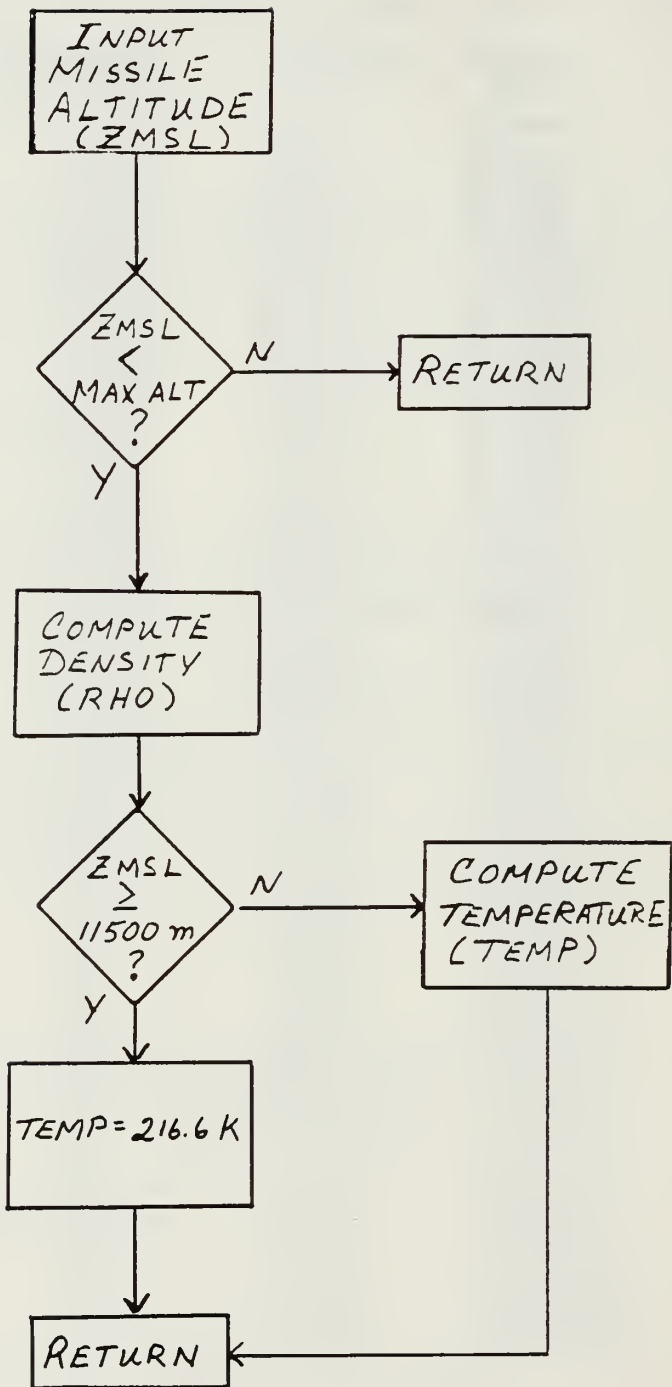 INPUT
MISSILE
ALTITUDE
(ZMSL)
ZMSL
<
MAX ALT
?
N
RETURN
Y
COMPUTE
DENSITY
(RHO)
ZMSL
≥
11500 m
?
N
COMPUTE
TEMPERATURE
(TEMP)
Y
TEMP = 216.6 K
RETURN